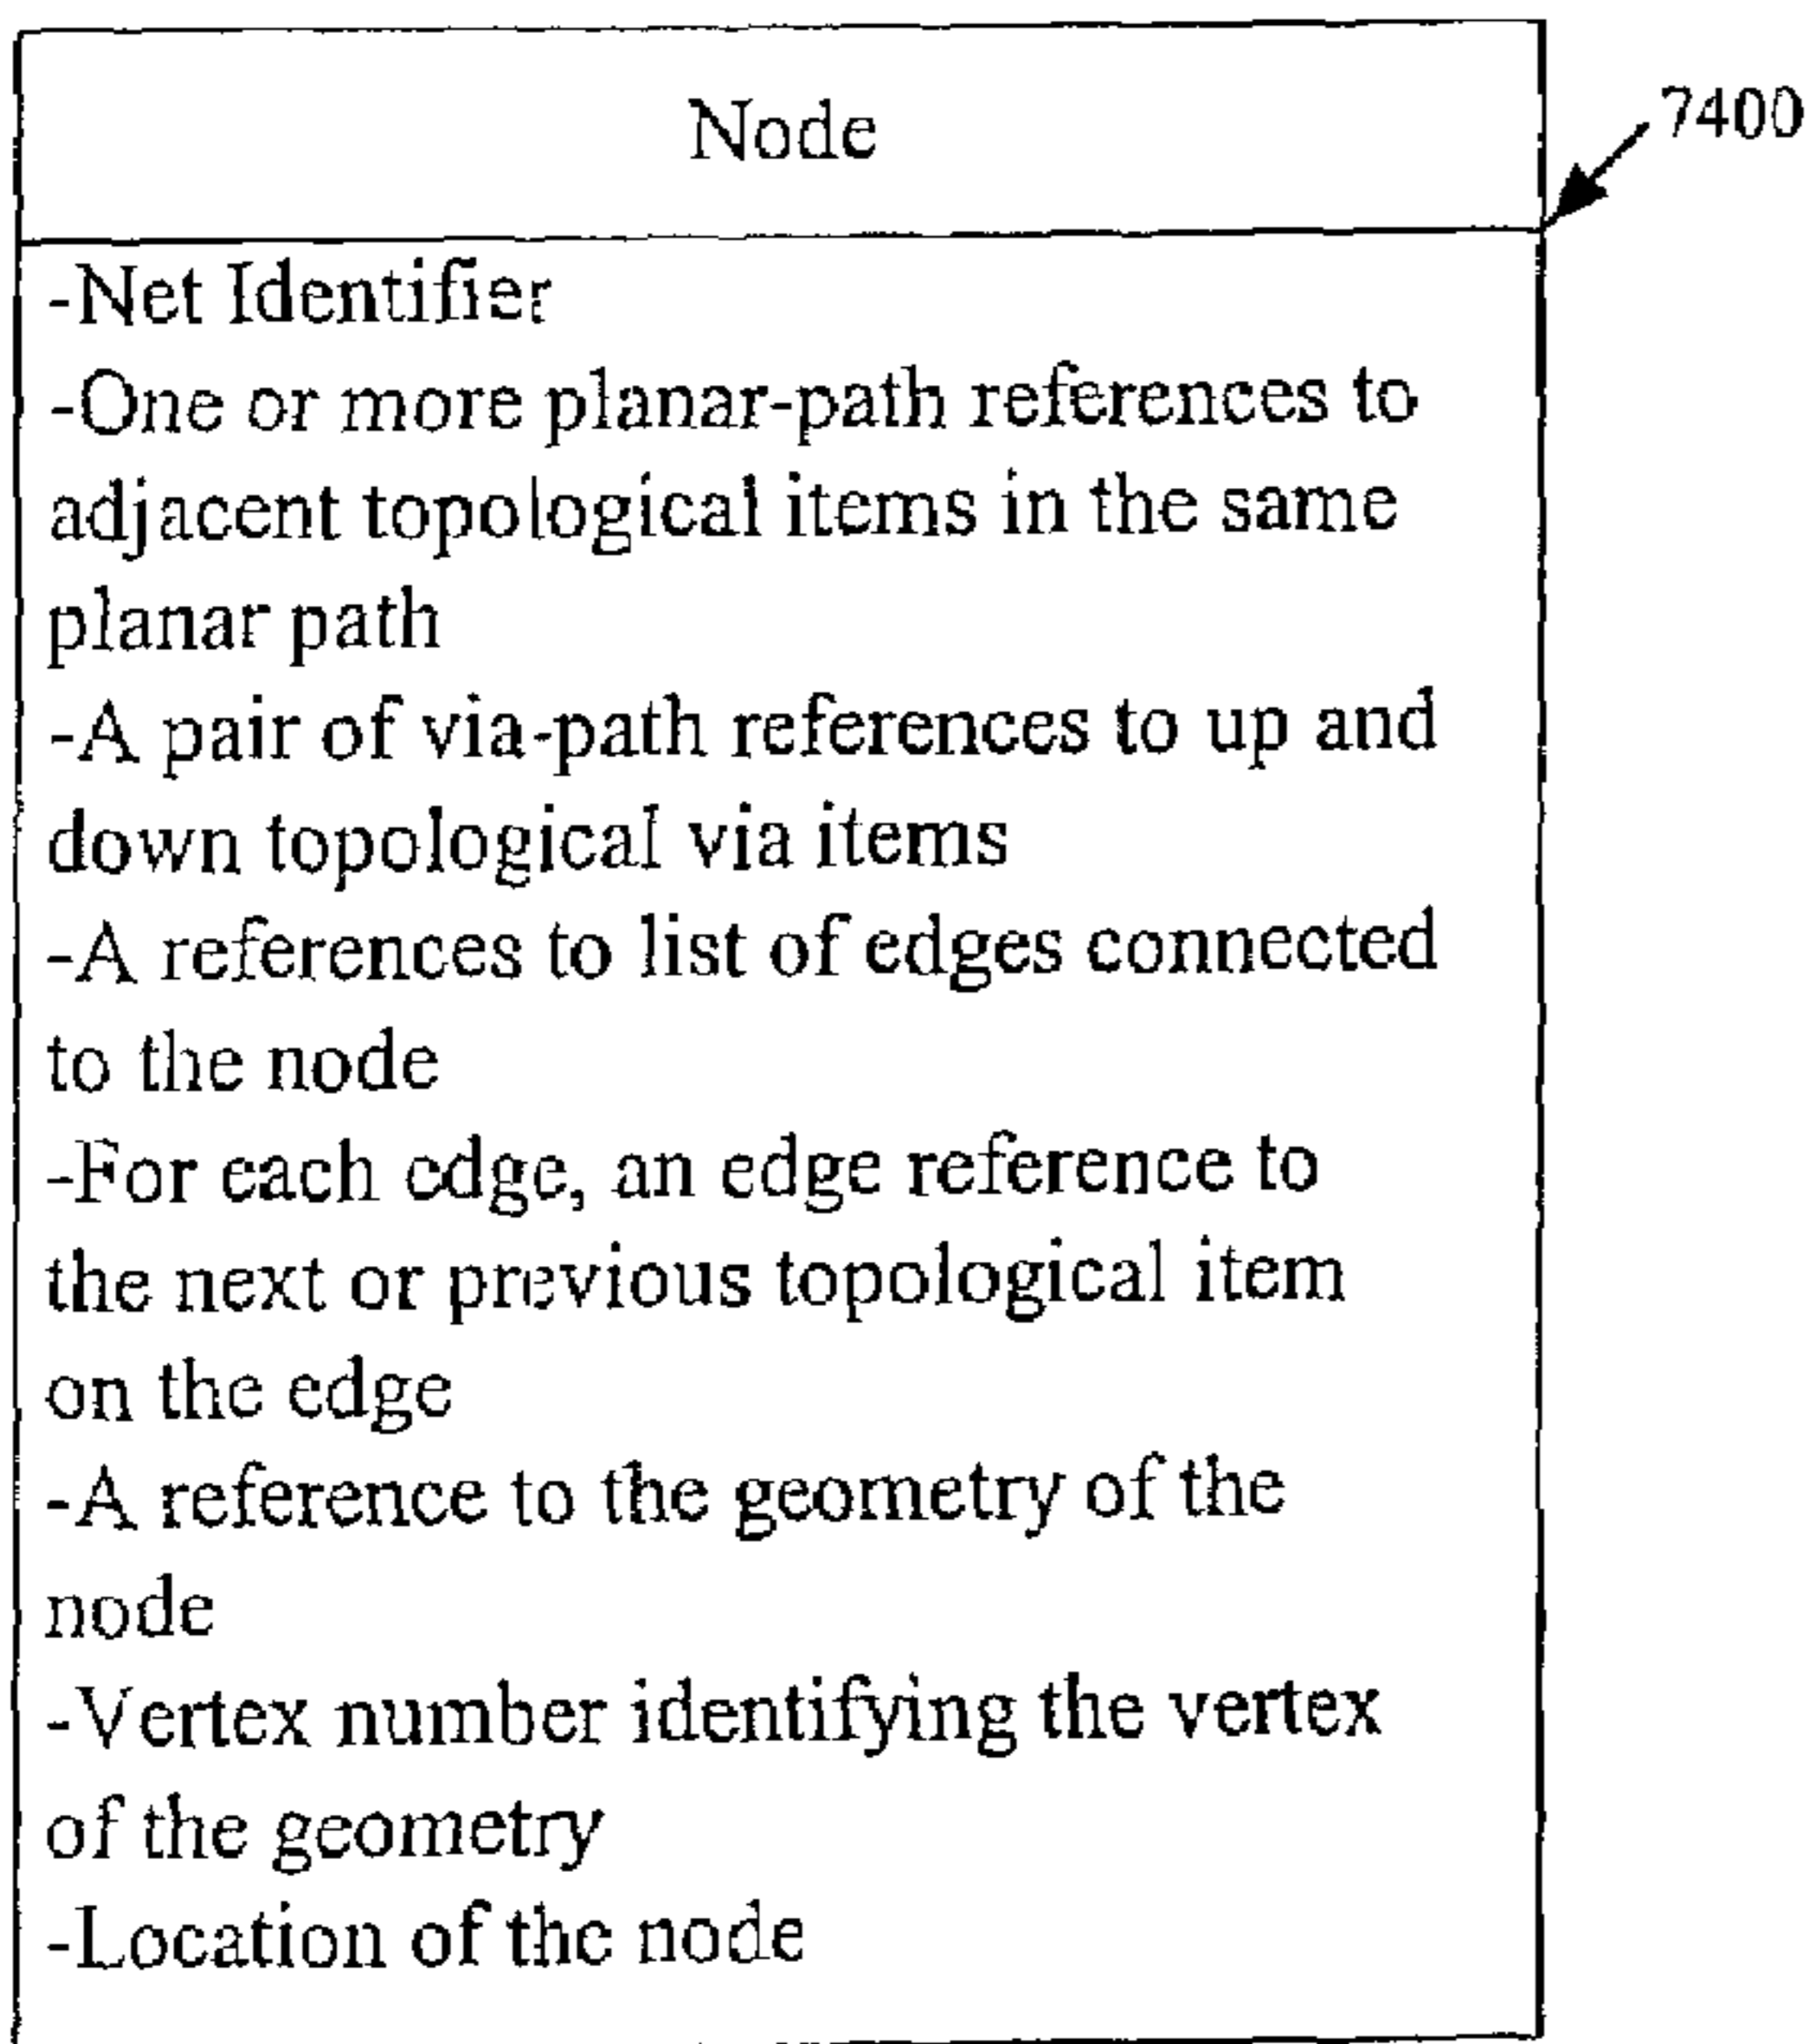 Node
7400
-Net Identifier
-One or more planar-path references to
adjacent topological items in the same
planar path
-A pair of via-path references to up and
down topological via items
-A references to list of edges connected
to the node
-For each edge, an edge reference to
the next or previous topological item
on the edge
-A reference to the geometry of the
node
-Vertex number identifying the vertex
of the geometry
-Location of the node